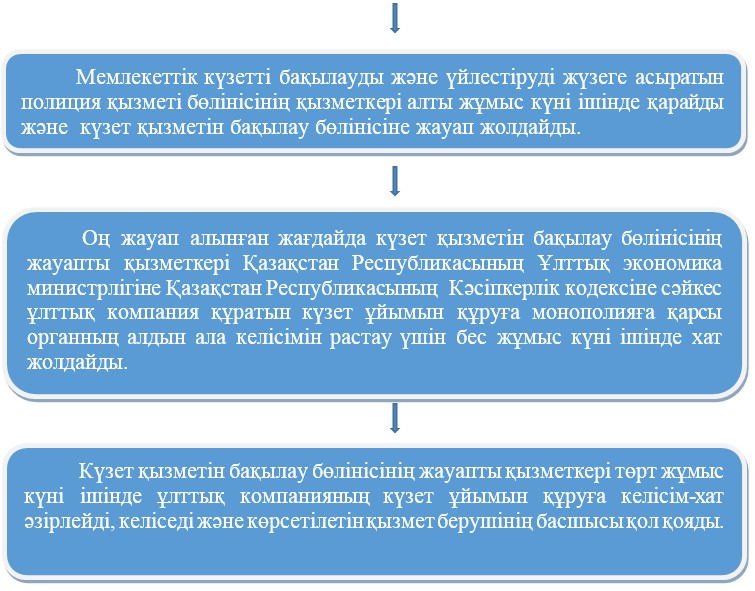 Мемлекеттік күзетті бақылауды және үйлестіруді жүзеге асыратын
полиция қызметі бөлінісінің қызметкері алты жұмыс күні ішінде қарайды
және күзет қызметін бақылау бөлінісіне жауап жолдайды.
Оң жауап алынған жағдайда күзет қызметін бақылау бөлінісінің
жауапты қызметкері Қазақстан Республикасының Ұлттық экономика
министрлігіне Қазақстан Республикасының Кәсіпкерлік кодексіне сәйкес
ұлттық компания құратын күзет ұйымын құруға монополияға қарсы
органның алдын ала келісімін растау үшін бес жұмыс күні ішінде хат
жолдайды.
Күзет қызметін бақылау бөлінісінің жауапты қызметкері төрт жұмыс
күні ішінде ұлттық компанияның күзет ұйымын құруға келісім-хат
әзірлейді, келіседі және көрсетілетін қызмет берушінің басшысы қол қояды.